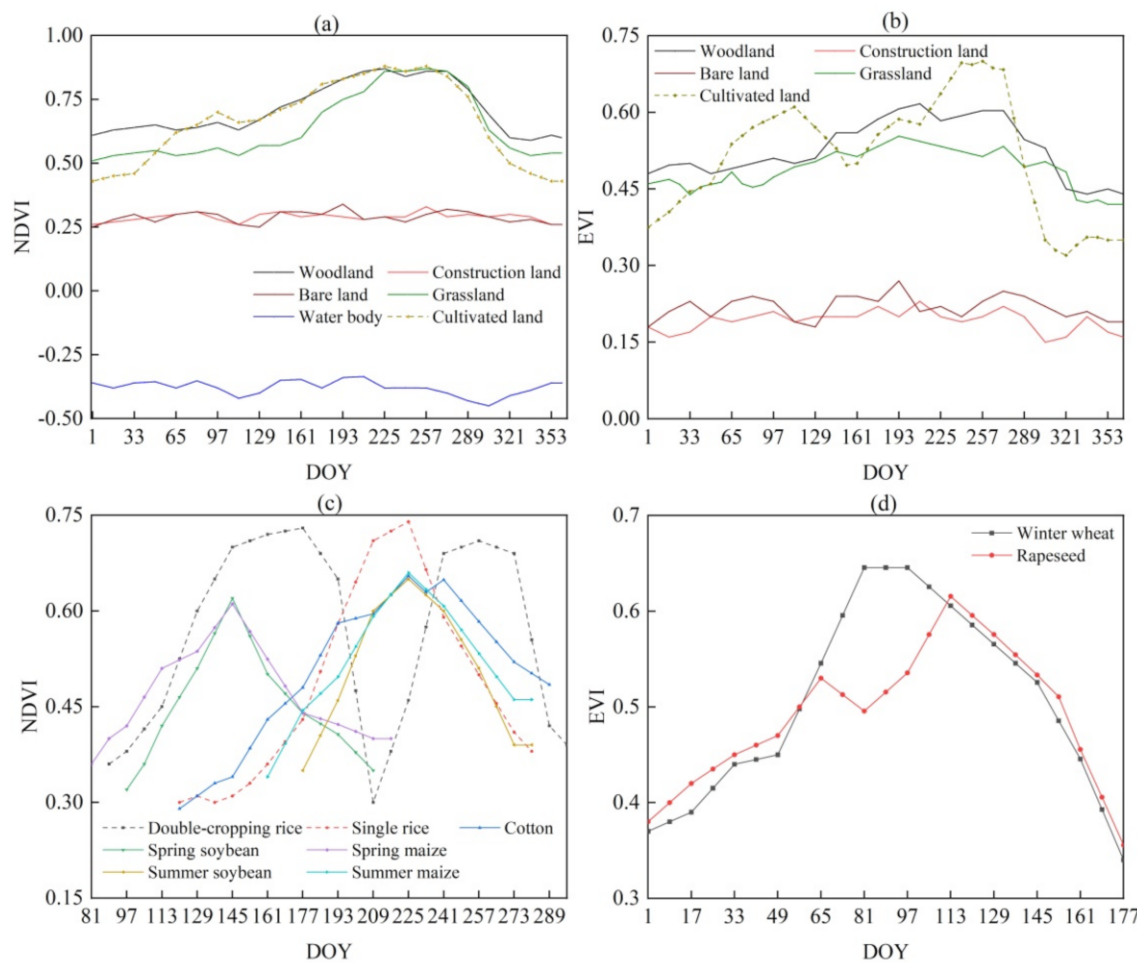 (a)
1.00
0.75
0.50
0.25
0.00
-0.25
-0.50
NDVI
Woodland Construction land
Bare land Grassland
Water body Cultivated land
1 33 65 97 129 161 193 225 257 289 321 353
DOY
(b)
0.75
0.60
0.45
0.30
0.15
0.00
EVI
Woodland Construction land
Bare land Grassland
Cultivated land
1 33 65 97 129 161 193 225 257 289 321 353
DOY
(c)
0.75
0.60
0.45
0.30
0.15
NDVI
Double-cropping rice Single rice Cotton
Spring soybean Spring maize
Summer soybean Summer maize
81 97 113 129 145 161 177 193 209 225 241 257 273 289
DOY
(d)
0.7
0.6
0.5
0.4
0.3
EVI
Winter wheat
Rapeseed
1 17 33 49 65 81 97 113 129 145 161 177
DOY